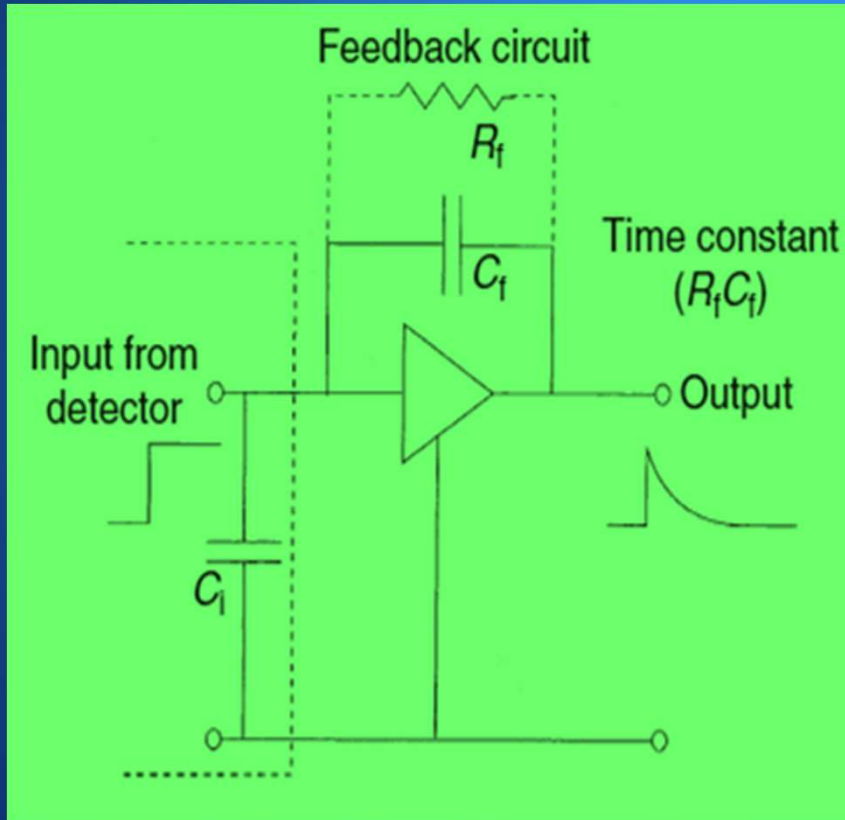 Feedback circuit
Rf
Cf
Time constant
(RfCf)
Input from
detector
Output
Ci